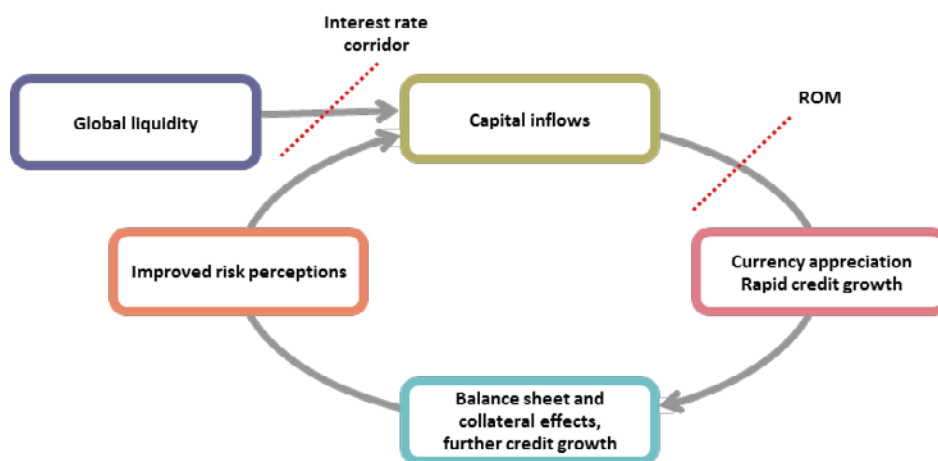 Interest rate
corridor
ROM
Global liquidity
Capital inflows
Improved risk perceptions
Currency appreciation
Rapid credit growth
Balance sheet and
collateral effects,
further credit growth